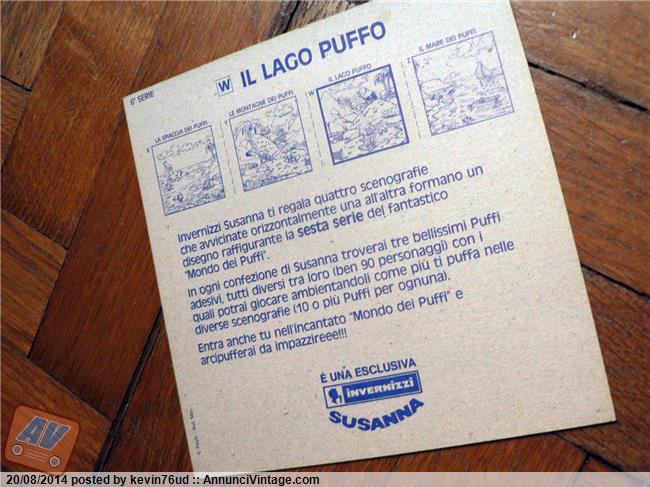 6ª SERIE
W IL LAGO PUFFO
X LA SPIAGGIA DEI PUFFI
Y LE MONTAGNE DEI PUFFI
W IL LAGO PUFFO
Z IL MARE DEI PUFFI
Invernizzi Susanna ti regala quattro scenografie
che avvicinate orizzontalmente una all'altra formano un
disegno raffigurante la sesta serie del fantastico
"Mondo dei Puffi".
In ogni confezione di Susanna troverai tre bellissimi Puffi
adesivi, tutti diversi tra loro (ben 90 personaggi) con i
quali potrai giocare ambientandoli come più ti puffa nelle
diverse scenografie (10 o più Puffi per ognuna).
Entra anche tu nell'incantato "Mondo dei Puffi" e
arcipufferai da impazzireee!!!
È UNA ESCLUSIVA
INVERNIZZI
SUSANNA
AV
20/08/2014 posted by kevin76ud :: AnnunciVintage.com